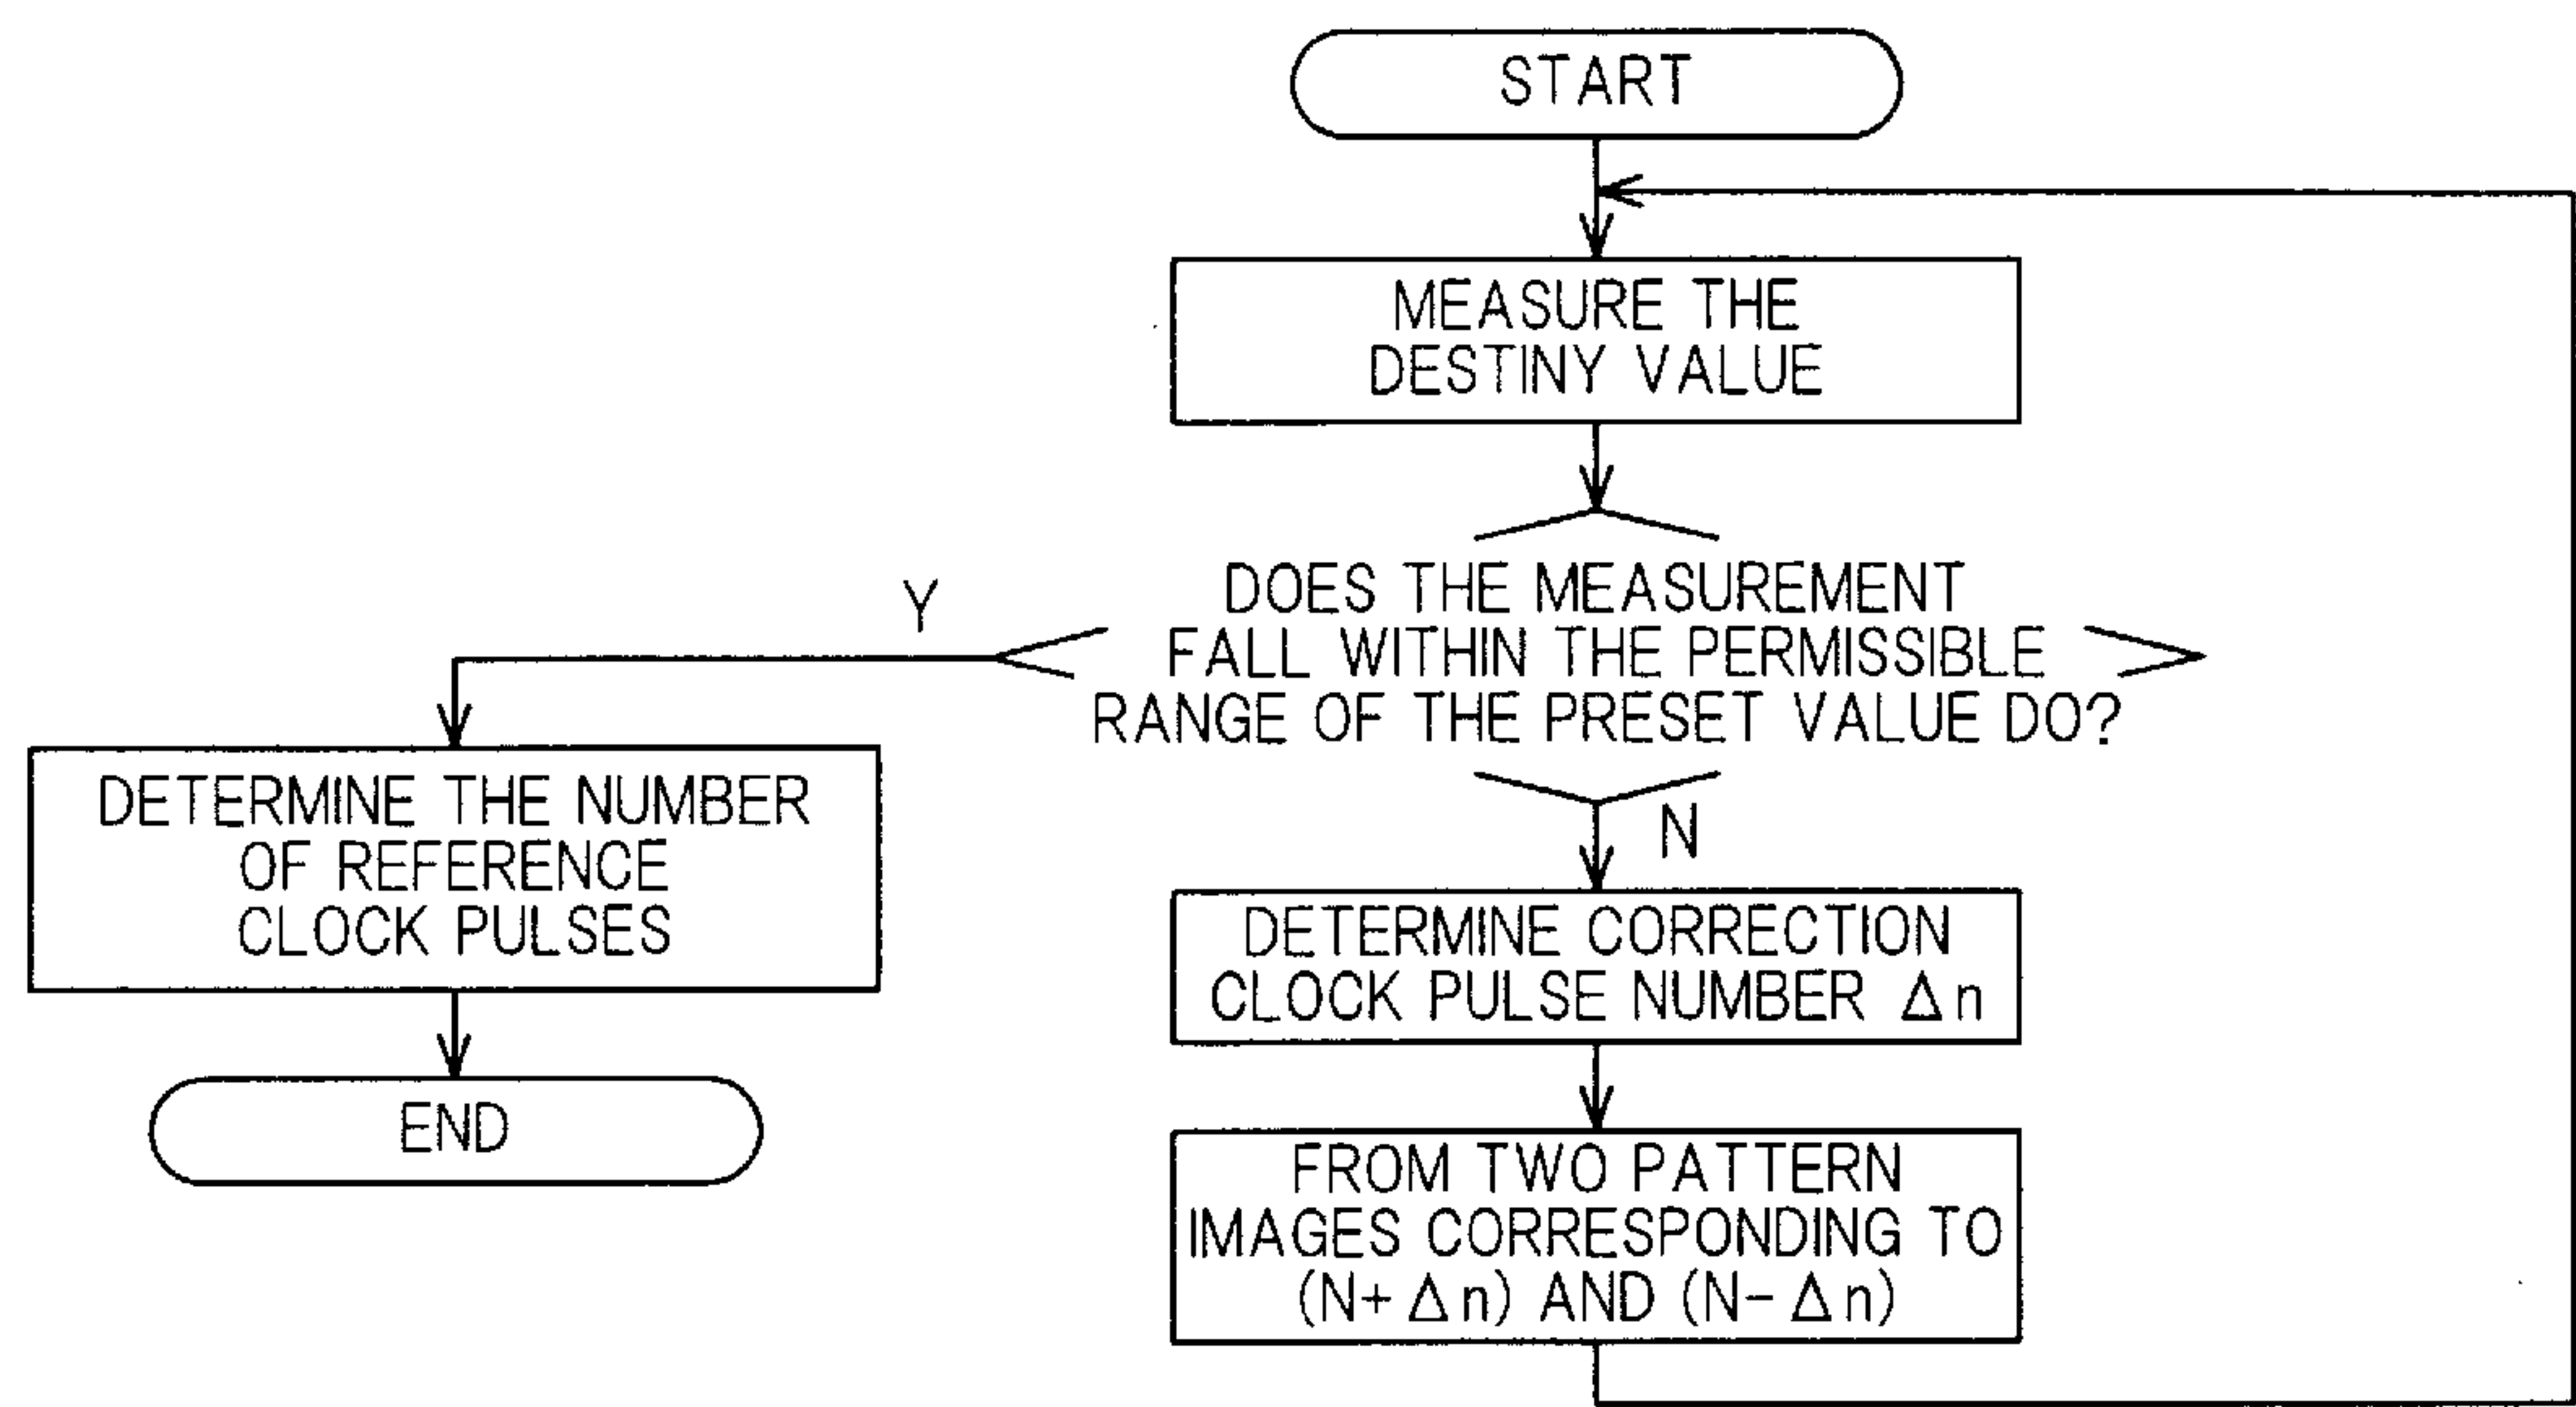 START
MEASURE THE
DESTINY VALUE
DOES THE MEASUREMENT
FALL WITHIN THE PERMISSIBLE
RANGE OF THE PRESET VALUE DO?
Y
N
DETERMINE THE NUMBER
OF REFERENCE
CLOCK PULSES
END
DETERMINE CORRECTION
CLOCK PULSE NUMBER Δn
FROM TWO PATTERN
IMAGES CORRESPONDING TO
(N+Δn) AND (N-Δn)